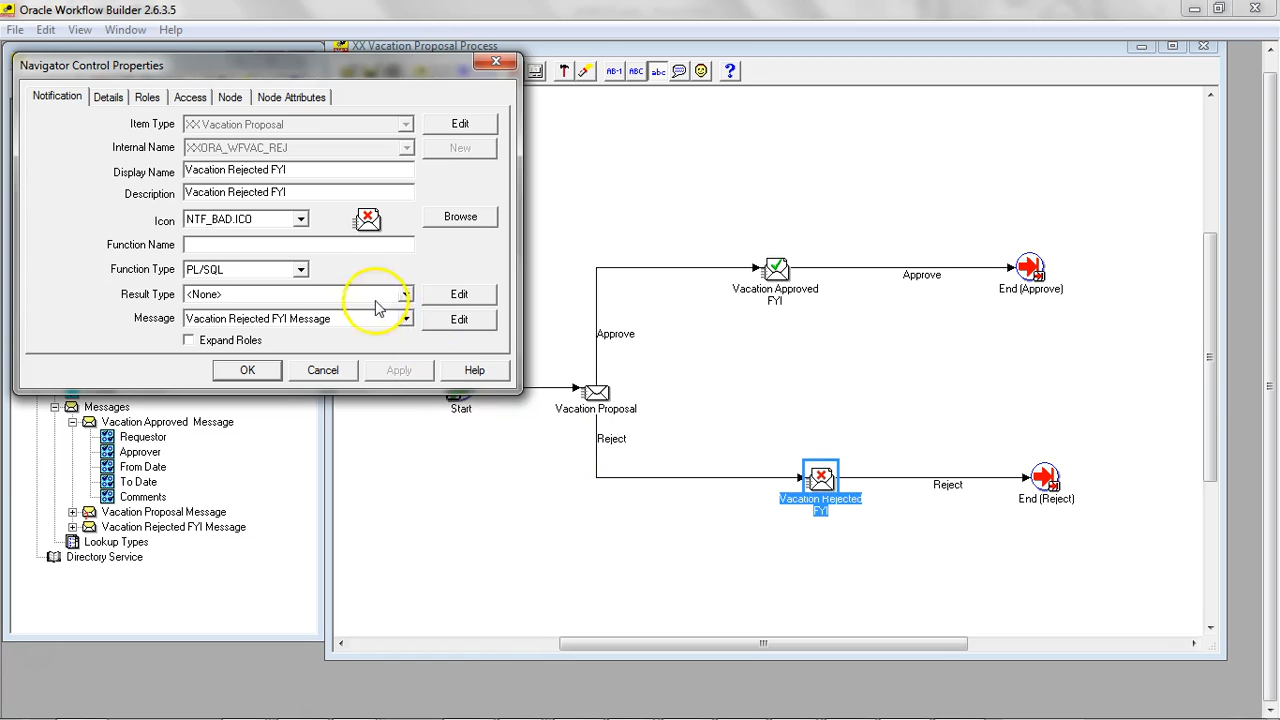 Oracle Workflow Builder 2.6.3.5
File Edit View Window Help
XX Vacation Proposal Process
Navigator Control Properties
Notification Details Roles Access Node Node Attributes
Item Type XX Vacation Proposal Edit
Internal Name XXORA_WFVAC_REJ New
Display Name Vacation Rejected FYI
Description Vacation Rejected FYI
Icon NTF_BAD.ICO Browse
Function Name
Function Type PL/SQL
Result Type <None> Edit
Message Vacation Rejected FYI Message Edit
Expand Roles
OK Cancel Apply Help
AB-1 ABC abc ?
Messages
Vacation Approved Message
Requestor
Approver
From Date
To Date
Comments
Vacation Proposal Message
Vacation Rejected FYI Message
Lookup Types
Directory Service
Vacation Approved
FYI
Approve
End (Approve)
Approve
Start
Vacation Proposal
Reject
Vacation Rejected
FYI
Reject
End (Reject)